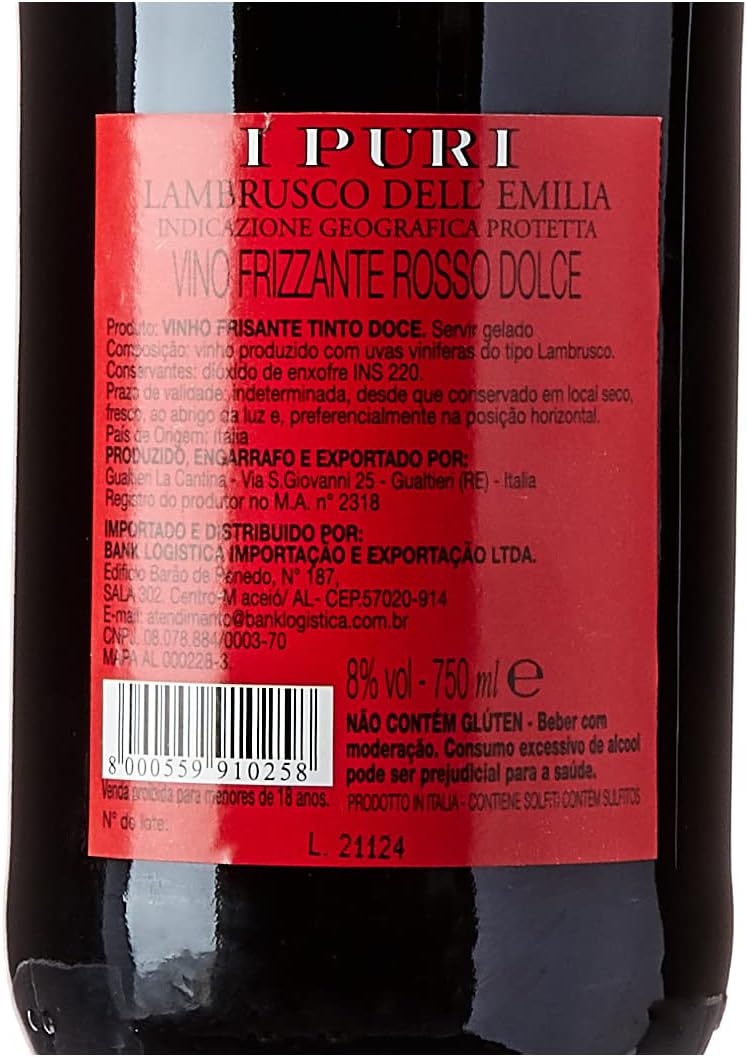 I PURI
LAMBRUSCO DELL' EMILIA
INDICAZIONE GEOGRAFICA PROTETTA
VINO FRIZZANTE ROSSO DOLCE
Produto: VINHO FRISANTE TINTO DOCE. Servir gelado
Composição: vinho produzido com uvas viniferas do tipo Lambrusco.
Conservantes: dióxido de enxofre INS 220.
Prazo de validade: indeterminada, desde que conservado em local seco,
fresco, ao abrigo da luz e, preferencialmente na posição horizontal.
País de Origem: Itália
PRODUZIDO, ENGARRAFO E EXPORTADO POR:
Gualtieri La Cantina - Via S.Giovanni 25 - Gualtieri (RE) - Italia
Registro do produtor no M.A. n° 2318
IMPORTADO E DISTRIBUIDO POR:
BANK LOGISTICA IMPORTAÇÃO E EXPORTAÇÃO LTDA.
Edificio Barão de Penedo, N° 187,
SALA 302. Centro-M aceió/ AL- CEP.57020-914
E-mail: atendimento@banklogistica.com.br
CNPJ. 08.078.884/0003-70
MAPA AL 000228-3.
8% vol - 750 ml e
NÃO CONTÉM GLÚTEN - Beber com
moderação. Consumo excessivo de alcool
pode ser prejudicial para a saúde.
8 000559 910258
Venda proibida para menores de 18 anos.
PRODOTTO IN ITALIA - CONTIENE SOLFITI CONTÉM SULFITOS
N° do lote:
L. 21124